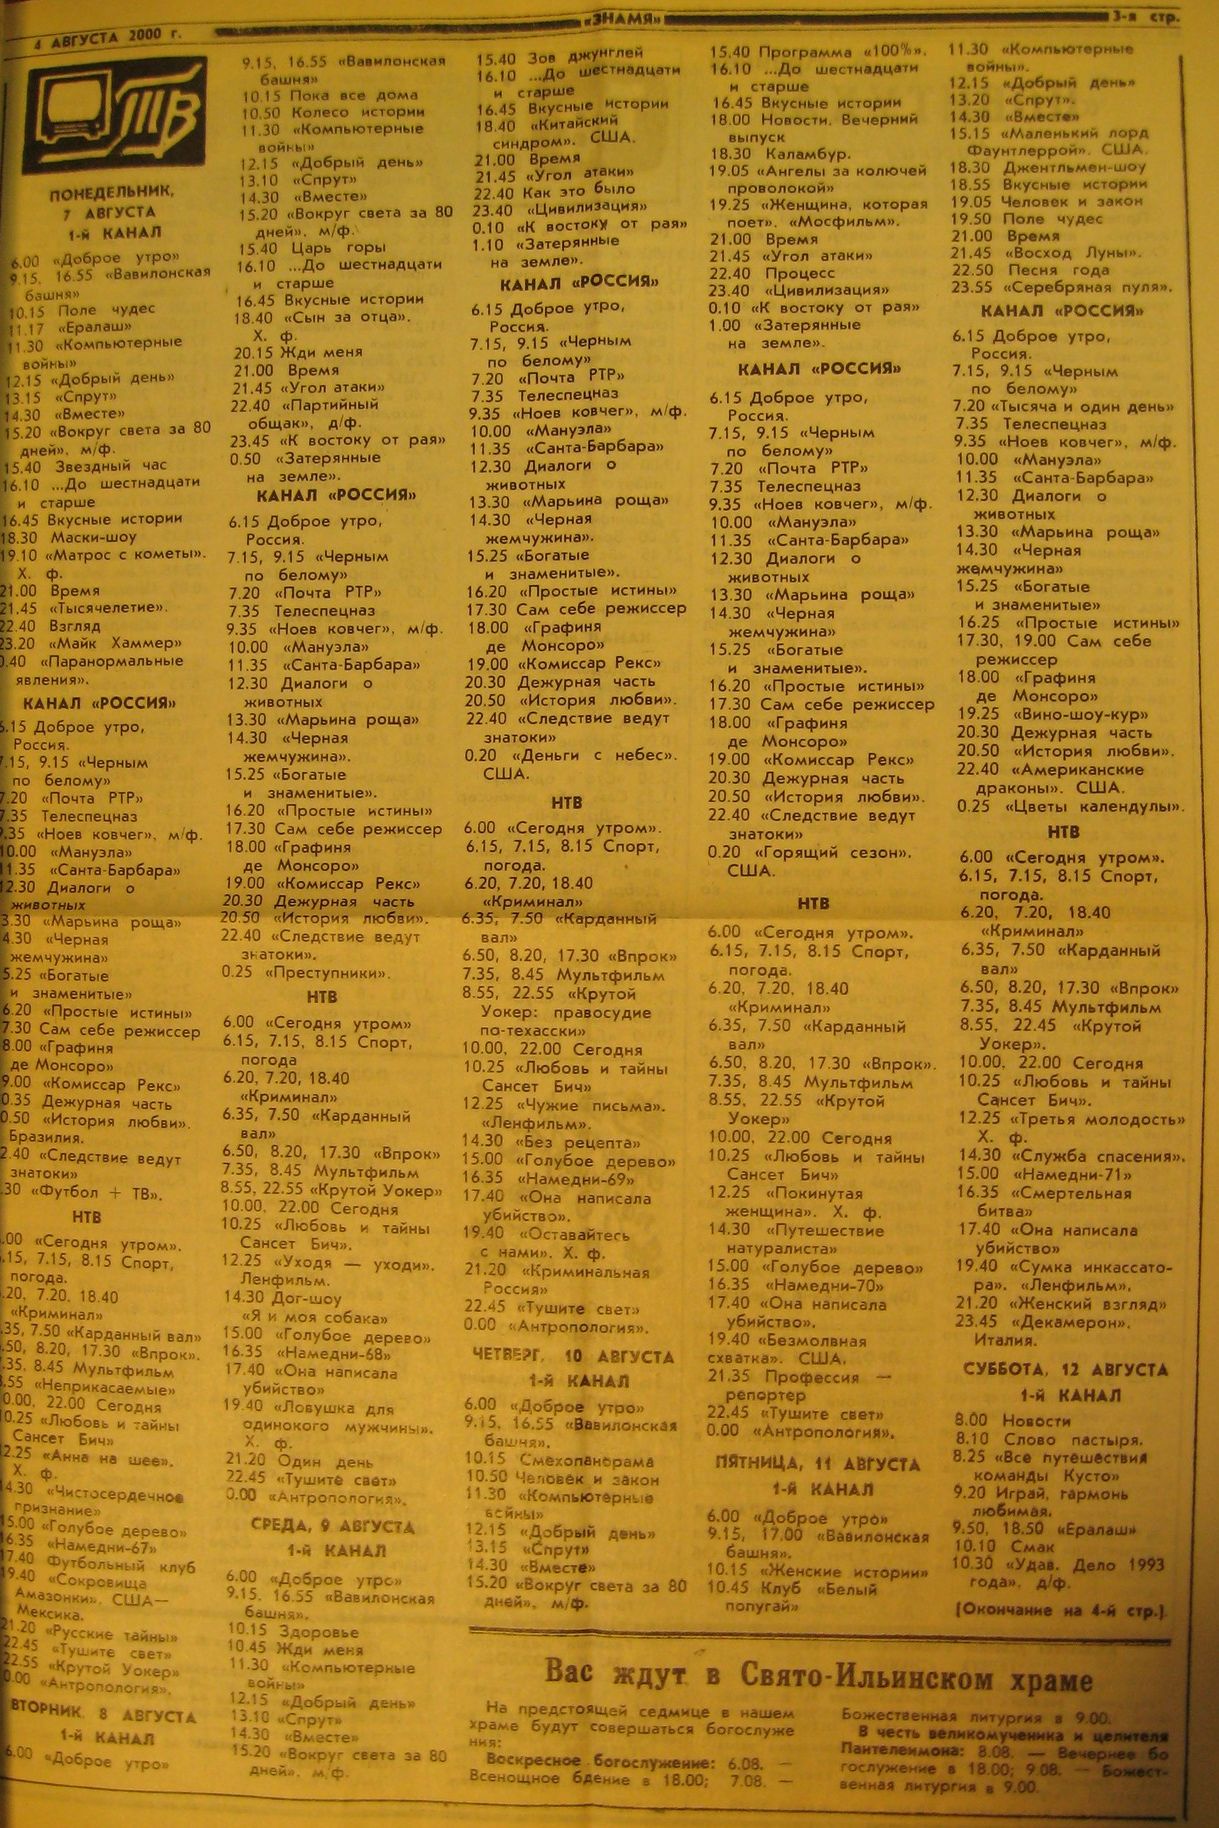 4 АВГУСТА 2000 г.
«ЗНАМЯ»
3-я стр.
ТВ
ПОНЕДЕЛЬНИК,
7 АВГУСТА
1-й КАНАЛ
6.00 «Доброе утро»
9.15, 16.55 «Вавилонская
башня»
10.15 Поле чудес
11.17 «Ералаш»
11.30 «Компьютерные
войны»
12.15 «Добрый день»
13.15 «Спрут»
14.30 «Вместе»
15.20 «Вокруг света за 80
дней». м/ф.
15.40 Звездный час
16.10 ...До шестнадцати
и старше
16.45 Вкусные истории
18.30 Маски-шоу
19.10 «Матрос с кометы».
Х. ф.
21.00 Время
21.45 «Тысячелетие».
22.40 Взгляд
23.20 «Майк Хаммер»
0.40 «Паранормальные
явления».
КАНАЛ «РОССИЯ»
6.15 Доброе утро,
Россия.
7.15, 9.15 «Черным
по белому»
7.20 «Почта РТР»
7.35 Телеспецназ
9.35 «Ноев ковчег», м/ф.
10.00 «Мануэла»
11.35 «Санта-Барбара»
12.30 Диалоги о
животных
3.30 «Марьина роща»
4.30 «Черная
жемчужина»
5.25 «Богатые
и знаменитые»
6.20 «Простые истины»
7.30 Сам себе режиссер
8.00 «Графиня
де Монсоро»
9.00 «Комиссар Рекс»
0.35 Дежурная часть
0.50 «История любви».
Бразилия.
2.40 «Следствие ведут
знатоки»
.30 «Футбол + ТВ».
НТВ
.00 «Сегодня утром».
.15, 7.15, 8.15 Спорт,
погода.
.20, 7.20, 18.40
«Криминал»
.35, 7.50 «Карданный вал»
.50, 8.20, 17.30 «Впрок».
.35, 8.45 Мультфильм
.55 «Неприкасаемые»
0.00, 22.00 Сегодня
0.25 «Любовь и тайны
Сансет Бич»
2.25 «Анна на шее».
Х. ф.
14.30 «Чистосердечное
признание»
15.00 «Голубое дерево»
16.35 «Намедни-67»
17.40 Футбольный клуб
19.40 «Сокровища
Амазонки». США—
Мексика.
21.20 «Русские тайны»
22.45 «Тушите свет»
22.55 «Крутой Уокер»
0.00 «Антропология».
ВТОРНИК, 8 АВГУСТА
1-й КАНАЛ
6.00 «Доброе утро»
9.15, 16.55 «Вавилонская
башня»
10.15 Пока все дома
10.50 Колесо истории
11.30 «Компьютерные
войны»
12.15 «Добрый день»
13.10 «Спрут»
14.30 «Вместе»
15.20 «Вокруг света за 80
дней». м/ф.
15.40 Царь горы
16.10 ...До шестнадцати
и старше
16.45 Вкусные истории
18.40 «Сын за отца».
Х. ф.
20.15 Жди меня
21.00 Время
21.45 «Угол атаки»
22.40 «Партийный
общак», д/ф.
23.45 «К востоку от рая»
0.50 «Затерянные
на земле».
КАНАЛ «РОССИЯ»
6.15 Доброе утро,
Россия.
7.15, 9.15 «Черным
по белому»
7.20 «Почта РТР»
7.35 Телеспецназ
9.35 «Ноев ковчег», м/ф.
10.00 «Мануэла»
11.35 «Санта-Барбара»
12.30 Диалоги о
животных
13.30 «Марьина роща»
14.30 «Черная
жемчужина».
15.25 «Богатые
и знаменитые».
16.20 «Простые истины»
17.30 Сам себе режиссер
18.00 «Графиня
де Монсоро»
19.00 «Комиссар Рекс»
20.30 Дежурная часть
20.50 «История любви».
22.40 «Следствие ведут
знатоки».
0.25 «Преступники».
НТВ
6.00 «Сегодня утром»
6.15, 7.15, 8.15 Спорт,
погода
6.20, 7.20, 18.40
«Криминал»
6.35, 7.50 «Карданный
вал»
6.50, 8.20, 17.30 «Впрок»
7.35, 8.45 Мультфильм
8.55, 22.55 «Крутой Уокер»
10.00, 22.00 Сегодня
10.25 «Любовь и тайны
Сансет Бич».
12.25 «Уходя — уходи».
Ленфильм.
14.30 Дог-шоу
«Я и моя собака»
15.00 «Голубое дерево»
16.35 «Намедни-68»
17.40 «Она написала
убийство»
19.40 «Ловушка для
одинокого мужчины».
Х. ф.
21.20 Один день
22.45 «Тушите свет»
0.00 «Антропология».
СРЕДА, 9 АВГУСТА
1-й КАНАЛ
6.00 «Доброе утро»
9.15, 16.55 «Вавилонская
башня».
10.15 Здоровье
10.45 Жди меня
11.30 «Компьютерные
войны»
12.15 «Добрый день»
13.10 «Спрут»
14.30 «Вместе»
15.20 «Вокруг света за 80
дней». м/ф.
15.40 Зов джунглей
16.10 ...До шестнадцати
и старше
16.45 Вкусные истории
18.40 «Китайский
синдром». США.
21.00 Время
21.45 «Угол атаки»
22.40 Как это было
23.40 «Цивилизация»
0.10 «К востоку от рая»
1.10 «Затерянные
на земле».
КАНАЛ «РОССИЯ»
6.15 Доброе утро,
Россия.
7.15, 9.15 «Черным
по белому»
7.20 «Почта РТР»
7.35 Телеспецназ
9.35 «Ноев ковчег», м/ф.
10.00 «Мануэла»
11.35 «Санта-Барбара»
12.30 Диалоги о
животных
13.30 «Марьина роща»
14.30 «Черная
жемчужина».
15.25 «Богатые
и знаменитые».
16.20 «Простые истины»
17.30 Сам себе режиссер
18.00 «Графиня
де Монсоро»
19.00 «Комиссар Рекс»
20.30 Дежурная часть
20.50 «История любви».
22.40 «Следствие ведут
знатоки»
0.20 «Деньги с небес».
США.
НТВ
6.00 «Сегодня утром».
6.15, 7.15, 8.15 Спорт,
погода.
6.20, 7.20, 18.40
«Криминал»
6.35, 7.50 «Карданный
вал»
6.50, 8.20, 17.30 «Впрок»
7.35, 8.45 Мультфильм
8.55, 22.55 «Крутой
Уокер: правосудие
по-техасски»
10.00, 22.00 Сегодня
10.25 «Любовь и тайны
Сансет Бич»
12.25 «Чужие письма».
«Ленфильм».
14.30 «Без рецепта»
15.00 «Голубое дерево»
16.35 «Намедни-69»
17.40 «Она написала
убийство».
19.40 «Оставайтесь
с нами». Х. ф.
21.20 «Криминальная
Россия»
22.45 «Тушите свет»
0.00 «Антропология».
ЧЕТВЕРГ, 10 АВГУСТА
1-й КАНАЛ
6.00 «Доброе утро»
9.15, 16.55 «Вавилонская
башня».
10.15 Смехопанорама
10.50 Человек и закон
11.30 «Компьютерные
войны»
12.15 «Добрый день»
13.15 «Спрут»
14.30 «Вместе»
15.20 «Вокруг света за 80
дней», м/ф.
15.40 Программа «100%».
16.10 ...До шестнадцати
и старше
16.45 Вкусные истории
18.00 Новости. Вечерний
выпуск
18.30 Каламбур.
19.05 «Ангелы за колючей
проволокой»
19.25 «Женщина, которая
поет». «Мосфильм».
21.00 Время
21.45 «Угол атаки»
22.40 Процесс
23.40 «Цивилизация»
0.10 «К востоку от рая»
1.00 «Затерянные
на земле».
КАНАЛ «РОССИЯ»
6.15 Доброе утро,
Россия.
7.15, 9.15 «Черным
по белому»
7.20 «Почта РТР»
7.35 Телеспецназ
9.35 «Ноев ковчег», м/ф.
10.00 «Мануэла»
11.35 «Санта-Барбара»
12.30 Диалоги о
животных
13.30 «Марьина роща»
14.30 «Черная
жемчужина»
15.25 «Богатые
и знаменитые».
16.20 «Простые истины»
17.30 Сам себе режиссер
18.00 «Графиня
де Монсоро»
19.00 «Комиссар Рекс»
20.30 Дежурная часть
20.50 «История любви».
22.40 «Следствие ведут
знатоки»
0.20 «Горящий сезон».
США.
НТВ
6.00 «Сегодня утром».
6.15, 7.15, 8.15 Спорт,
погода.
6.20, 7.20, 18.40
«Криминал»
6.35, 7.50 «Карданный
вал»
6.50, 8.20, 17.30 «Впрок».
7.35, 8.45 Мультфильм
8.55, 22.55 «Крутой
Уокер»
10.00, 22.00 Сегодня
10.25 «Любовь и тайны
Сансет Бич»
12.25 «Покинутая
женщина». Х. ф.
14.30 «Путешествие
натуралиста»
15.00 «Голубое дерево»
16.35 «Намедни-70»
17.40 «Она написала
убийство».
19.40 «Безмолвная
схватка». США.
21.35 Профессия —
репортер
22.45 «Тушите свет»
0.00 «Антропология».
ПЯТНИЦА, 11 АВГУСТА
1-й КАНАЛ
6.00 «Доброе утро»
9.15, 17.00 «Вавилонская
башня».
10.15 «Женские истории»
10.45 Клуб «Белый
попугай»
11.30 «Компьютерные
войны».
12.15 «Добрый день»
13.20 «Спрут».
14.30 «Вместе»
15.15 «Маленький лорд
Фаунтлеррой». США.
18.30 Джентльмен-шоу
18.55 Вкусные истории
19.05 Человек и закон
19.50 Поле чудес
21.00 Время
21.45 «Восход Луны».
22.50 Песня года
23.55 «Серебряная пуля».
КАНАЛ «РОССИЯ»
6.15 Доброе утро,
Россия.
7.15, 9.15 «Черным
по белому»
7.20 «Тысяча и один день»
7.35 Телеспецназ
9.35 «Ноев ковчег», м/ф.
10.00 «Мануэла»
11.35 «Санта-Барбара»
12.30 Диалоги о
животных
13.30 «Марьина роща»
14.30 «Черная
жемчужина»
15.25 «Богатые
и знаменитые»
16.25 «Простые истины»
17.30, 19.00 Сам себе
режиссер
18.00 «Графиня
де Монсоро»
19.25 «Вино-шоу-кур»
20.30 Дежурная часть
20.50 «История любви».
22.40 «Американские
драконы». США.
0.25 «Цветы календулы».
НТВ
6.00 «Сегодня утром».
6.15, 7.15, 8.15 Спорт,
погода.
6.20, 7.20, 18.40
«Криминал»
6.35, 7.50 «Карданный
вал»
6.50, 8.20, 17.30 «Впрок»
7.35, 8.45 Мультфильм
8.55, 22.45 «Крутой
Уокер».
10.00, 22.00 Сегодня
10.25 «Любовь и тайны
Сансет Бич».
12.25 «Третья молодость»
Х. ф.
14.30 «Служба спасения».
15.00 «Намедни-71»
16.35 «Смертельная
битва»
17.40 «Она написала
убийство»
19.40 «Сумка инкассато-
ра». «Ленфильм».
21.20 «Женский взгляд»
23.45 «Декамерон».
Италия.
СУББОТА, 12 АВГУСТА
1-й КАНАЛ
8.00 Новости
8.10 Слово пастыря.
8.25 «Все путешествия
команды Кусто»
9.20 Играй, гармонь
любимая.
9.50, 18.50 «Ералаш»
10.10 Смак
10.30 «Удав. Дело 1993
года». д/ф.
(Окончание на 4-й стр.).
Вас ждут в Свято-Ильинском храме
На предстоящей седмице в нашем
храме будут совершаться богослуже
ния:
Воскресное богослужение: 6.08. —
Всенощное бдение в 18.00; 7.08. —
Божественная литургия в 9.00.
В честь великомученика и целителя
Пантелеимона: 8.08. — Вечернее бо
гослужение в 18.00; 9.08. — Божест-
венная литургия в 9.00.